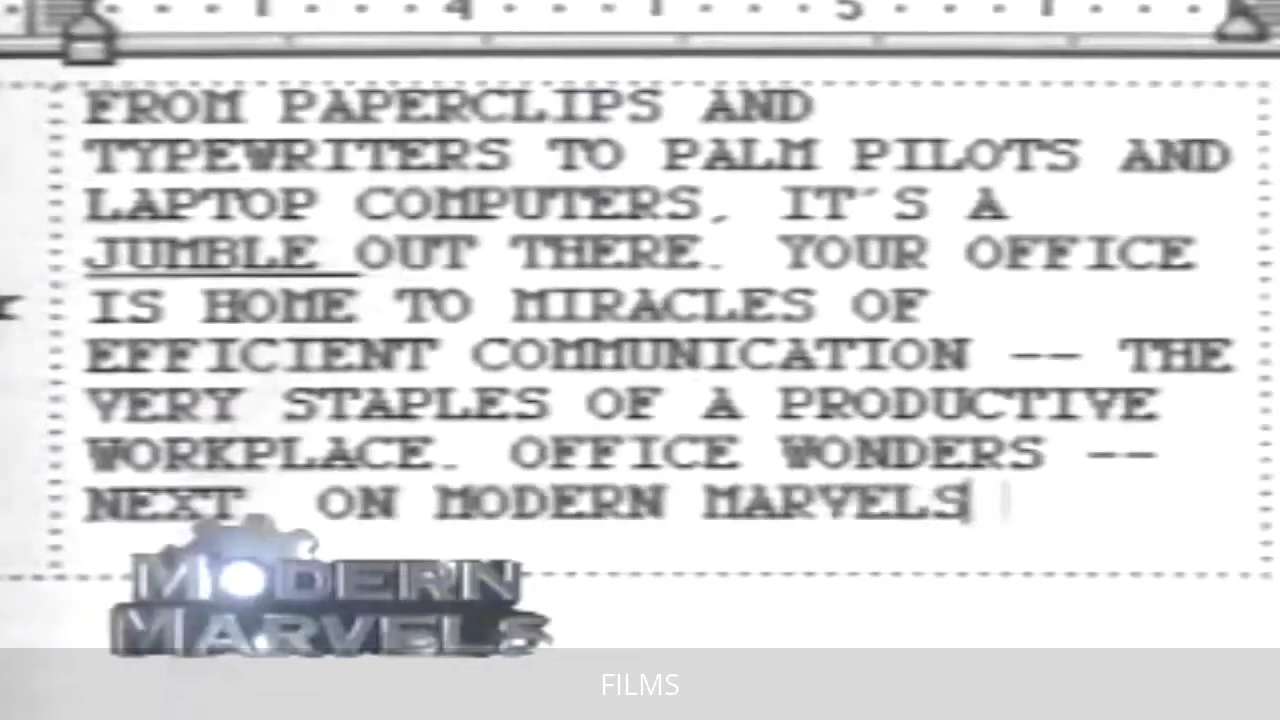 4 5
FROM PAPERCLIPS AND
TYPEWRITERS TO PALM PILOTS AND
LAPTOP COMPUTERS, IT'S A
JUMBLE OUT THERE. YOUR OFFICE
IS HOME TO MIRACLES OF
EFFICIENT COMMUNICATION -- THE
VERY STAPLES OF A PRODUCTIVE
WORKPLACE. OFFICE WONDERS --
NEXT ON MODERN MARVELS
MODERN
MARVELS
FILMS